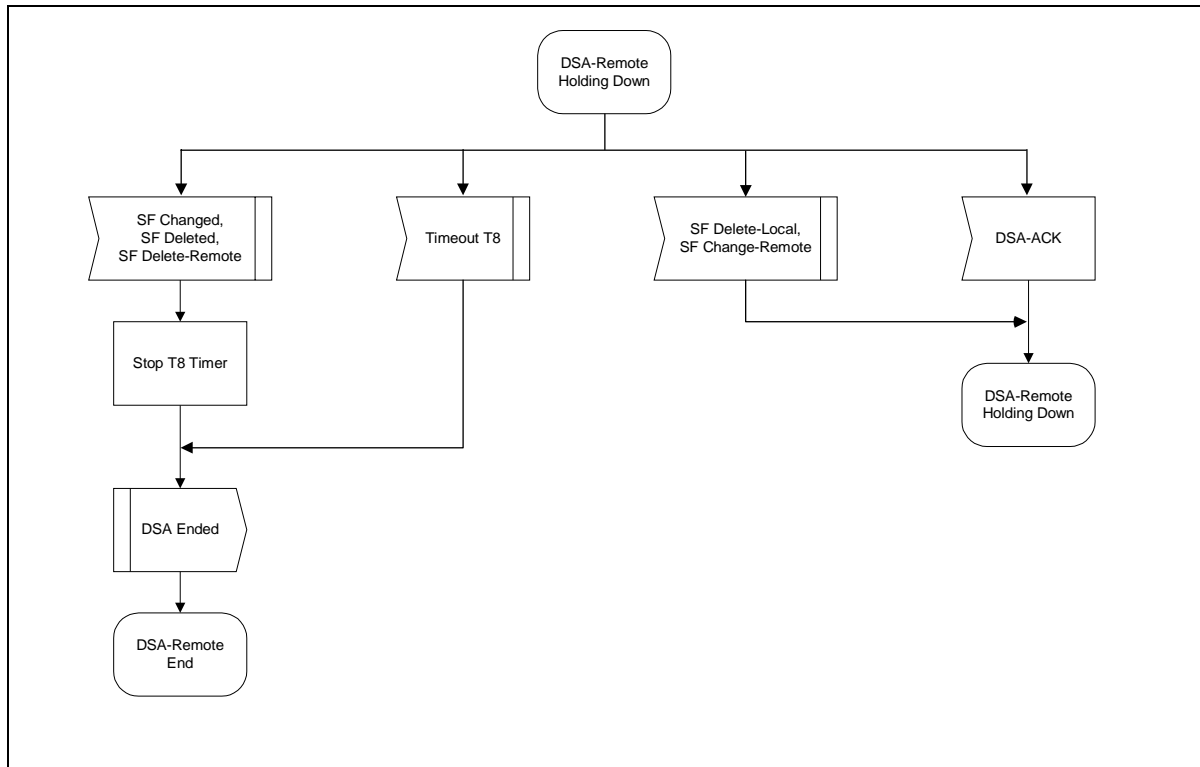 DSA-Remote
Holding Down
SF Changed,
SF Deleted,
SF Delete-Remote
Timeout T8
SF Delete-Local,
SF Change-Remote
DSA-ACK
Stop T8 Timer
DSA-Remote
Holding Down
DSA Ended
DSA-Remote
End